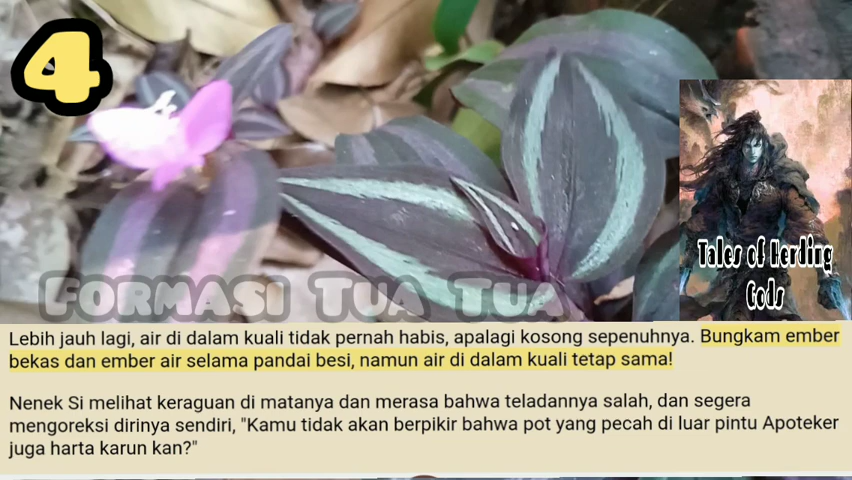 4
Tales of Herding
Gods
Formasi Tua Tua
Lebih jauh lagi, air di dalam kuali tidak pernah habis, apalagi kosong sepenuhnya. Bungkam ember
bekas dan ember air selama pandai besi, namun air di dalam kuali tetap sama!
Nenek Si melihat keraguan di matanya dan merasa bahwa teladannya salah, dan segera
mengoreksi dirinya sendiri, "Kamu tidak akan berpikir bahwa pot yang pecah di luar pintu Apoteker
juga harta karun kan?"